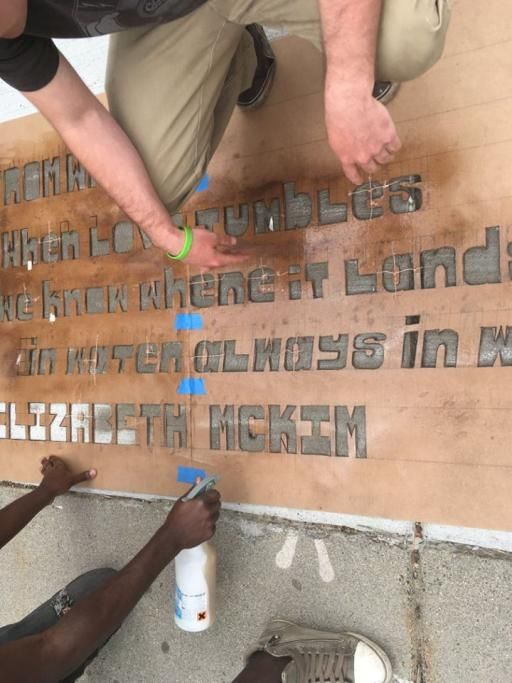 FROM W
When Love TUMBLES
we know where iT Lands
in water always in w
ELIZABETH MCKIM